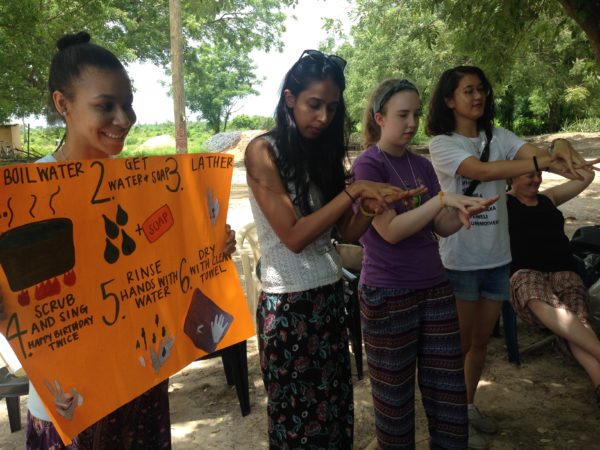 BOIL WATER
2. GET WATER & SOAP
3. LATHER
SOAP
4. SCRUB AND SING HAPPY BIRTHDAY TWICE
5. RINSE HANDS WITH WATER
6. DRY WITH CLEAN TOWEL